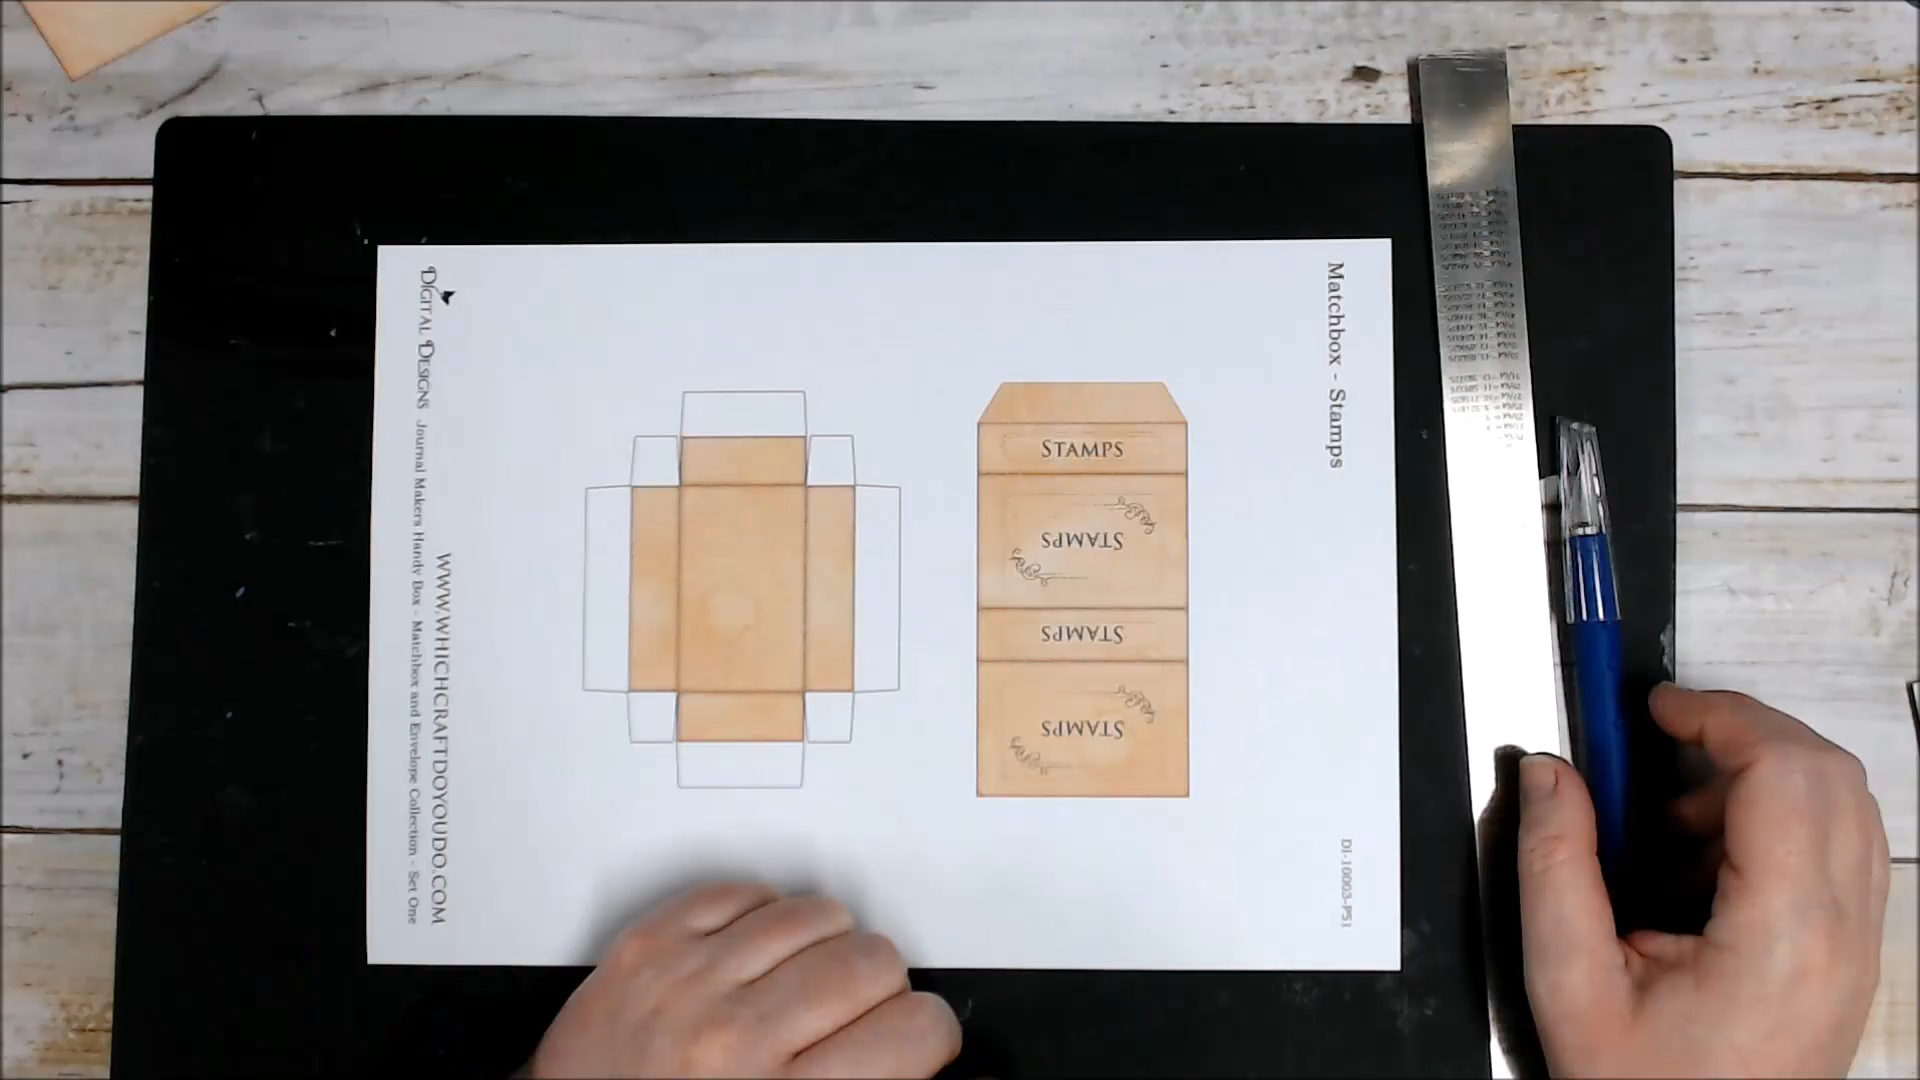 Matchbox - Stamps
DI-10003-P51
STAMPS
STAMPS
STAMPS
STAMPS
WWW.WHICHCRAFTDOYOUDO.COM
DIGITAL DESIGNS Journal Makers Handy Box - Matchbox and Envelope Collection - Set One